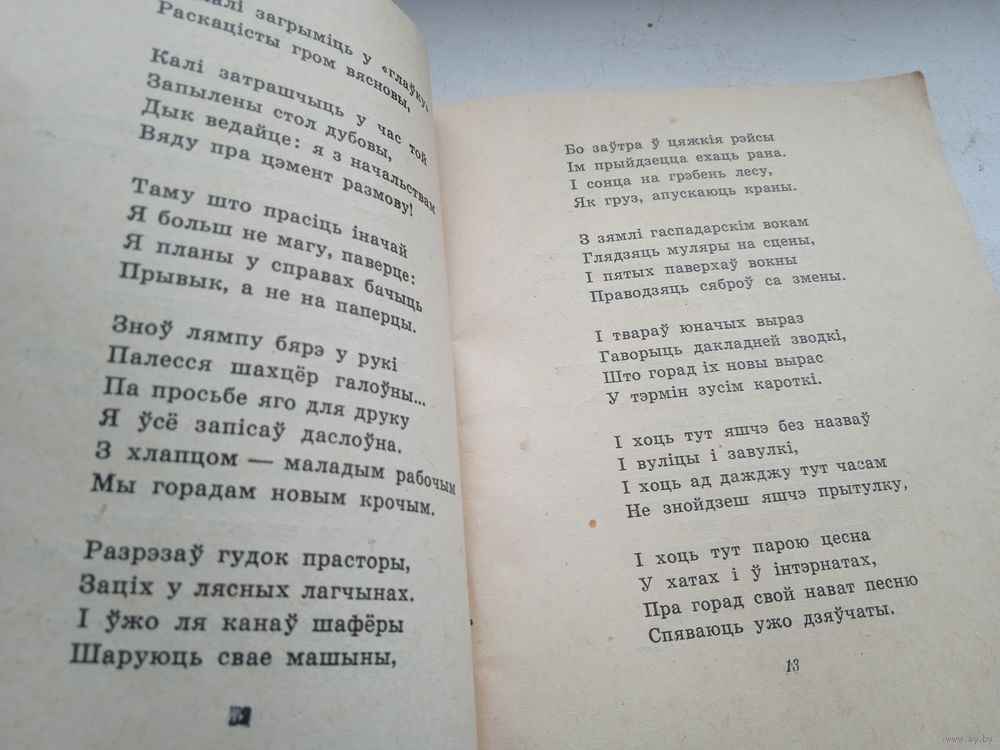 загрыміць у «глаўку»
Раскацісты гром вясновы,
Калі затрашчыць у час той
Запылены стол дубовы,
Дык ведайце: я з начальствам
Вяду пра цэмент размову!
Таму што прасіць іначай
Я больш не магу, паверце:
Я планы у справах бачыць
Прывык, а не на паперцы.
Зноў лямпу бярэ у рукі
Палесся шахцёр галоўны...
Па просьбе яго для друку
Я ўсё запісаў даслоўна.
З хлапцом — маладым рабочым
Мы горадам новым крочым.
Разрэзаў гудок прасторы,
Заціх у лясных лагчынах.
І ўжо ля канаў шафёры
Шаруюць свае машыны,
Бо заўтра ў цяжкія рэйсы
Ім прыйдзецца ехаць рана.
І сонца на грэбень лесу,
Як груз, апускаюць краны.
З зямлі гаспадарскім вокам
Глядзяць муляры на сцены,
І пятых паверхаў вокны
Праводзяць сяброў са змены.
І твараў юначых выраз
Гаворыць дакладней зводкі,
Што горад іх новы вырас
У тэрмін зусім кароткі.
І хоць тут яшчэ без назваў
І вуліцы і завулкі,
І хоць ад дажджу тут часам
Не знойдзеш яшчэ прытулку,
І хоць тут парою цесна
У хатах і ў інтэрнатах,
Пра горад свой нават песню
Спяваюць ужо дзяўчаты.
13
www.ay.by